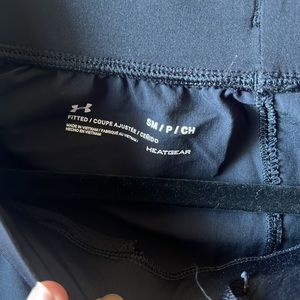 FITTED / COUPE AJUSTÉE / CEÑIDO
MADE IN VIETNAM / FABRIQUÉ AU VIETNAM /
HECHO EN VIETNAM
SM / P / CH
HEATGEAR